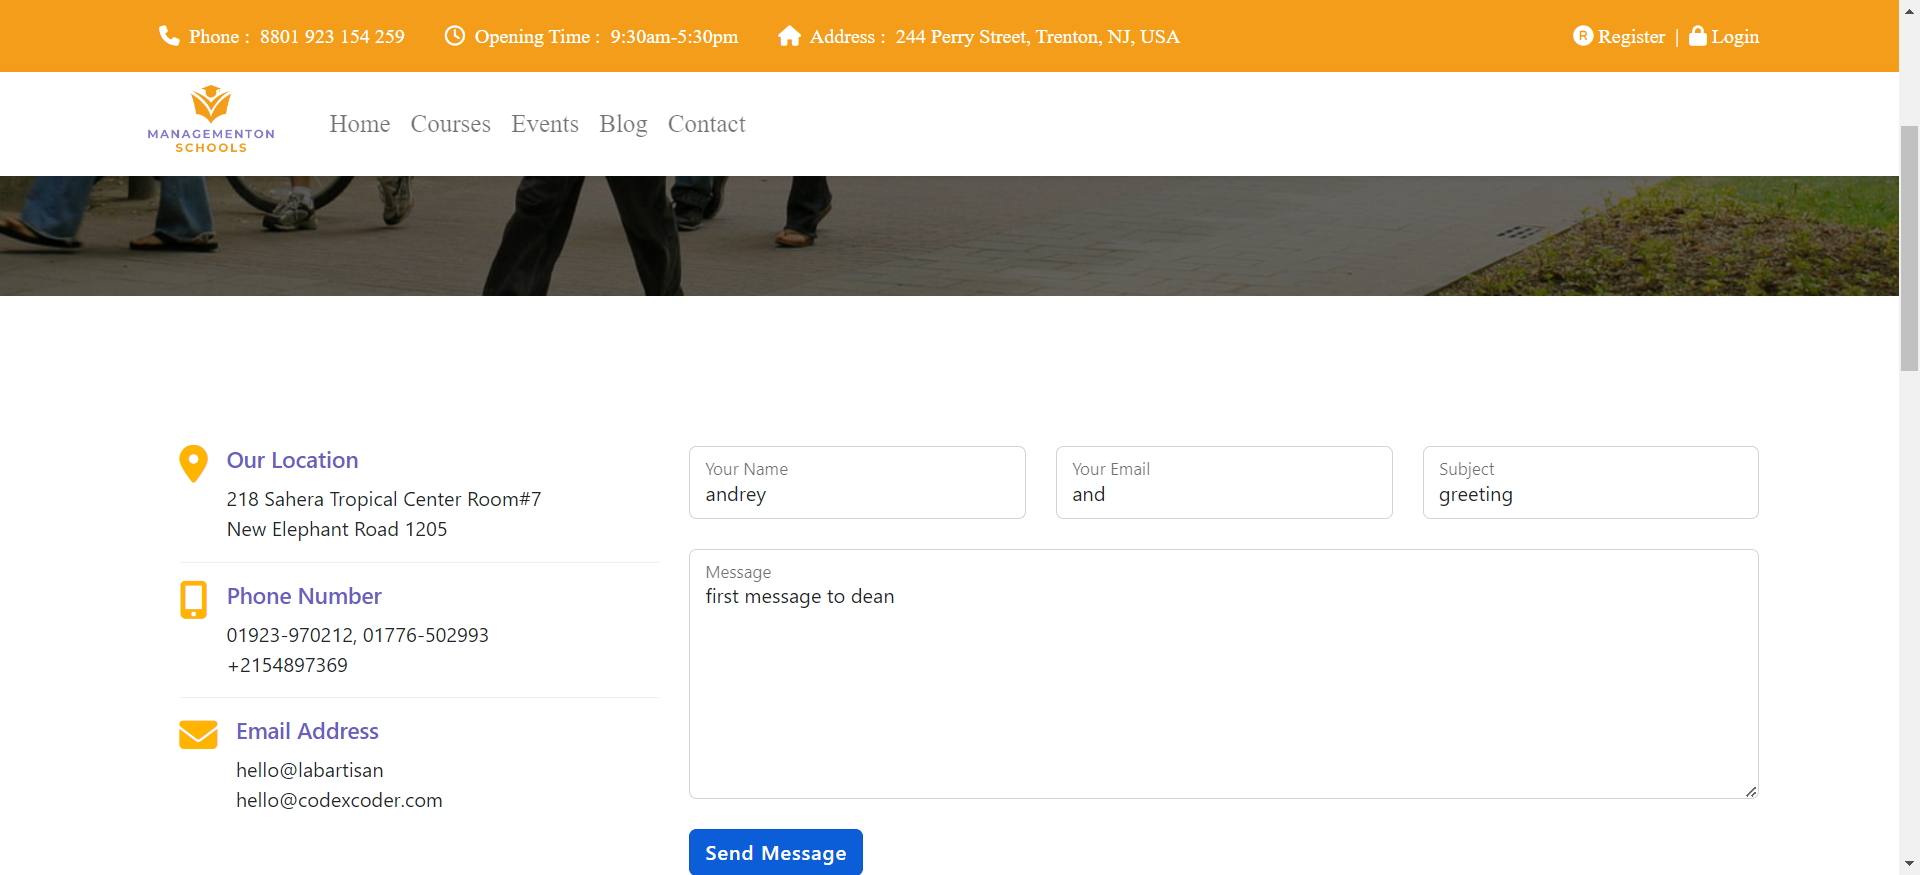 Phone : 8801 923 154 259 Opening Time : 9:30am-5:30pm Address : 244 Perry Street, Trenton, NJ, USA ® Register | Login
MANAGEMENTON
SCHOOLS
Home Courses Events Blog Contact
Our Location
218 Sahera Tropical Center Room#7
New Elephant Road 1205
Phone Number
01923-970212, 01776-502993
+2154897369
Email Address
hello@labartisan
hello@codexcoder.com
Your Name
andrey
Your Email
and
Subject
greeting
Message
first message to dean
Send Message